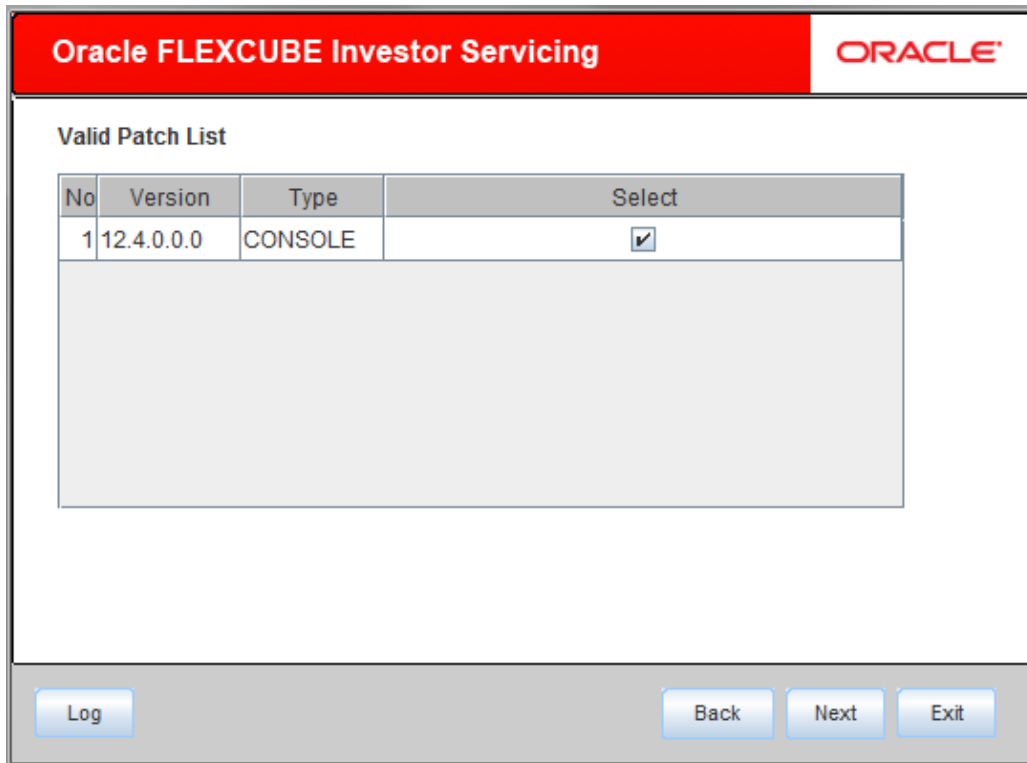 Oracle FLEXCUBE Investor Servicing ORACLE
Valid Patch List
No Version Type Select
1 12.4.0.0.0 CONSOLE
Log Back Next Exit